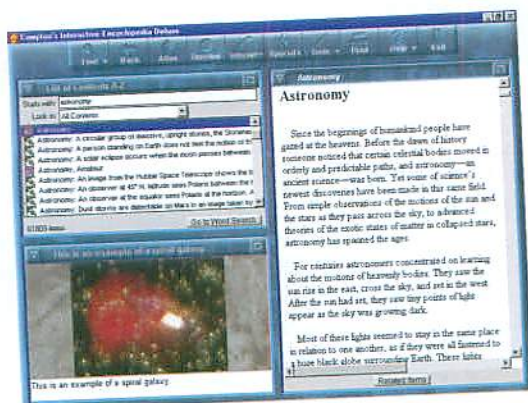 Compton's Interactive Encyclopedia Deluxe
Find Back Atlas Timeline Tools Help Exit
List of Contents A-Z
Starts with: astronomy
Look in: All Contents
Astronomy
Astronomy: A circular group of massive, upright stones, the Stonehe
Astronomy: A person standing on Earth does not feel the motion of th
Astronomy: A solar eclipse occurs when the moon passes between
Astronomy, Amateur
Astronomy: An image from the Hubble Space Telescope shows the
Astronomy: An observer at 45° N. latitude sees Polaris between the
Astronomy: An observer at the equator sees Polaris at the horizon. A
Astronomy: Dust storms are detectable on Mars in an image taken by
items
Go to Word Search
This is an example of a spiral galaxy.
This is an example of a spiral galaxy.
Astronomy
Astronomy
Since the beginnings of humankind people have
gazed at the heavens. Before the dawn of history
someone noticed that certain celestial bodies moved in
orderly and predictable paths, and astronomy—an
ancient science—was born. Yet some of science's
newest discoveries have been made in this same field.
From simple observations of the motions of the sun and
the stars as they pass across the sky, to advanced
theories of the exotic states of matter in collapsed stars,
astronomy has spanned the ages.
For centuries astronomers concentrated on learning
about the motions of heavenly bodies. They saw the
sun rise in the east, cross the sky, and set in the west.
After the sun had set, they saw tiny points of light
appear as the sky was growing dark.
Most of these lights seemed to stay in the same place
in relation to one another, as if they were all fastened to
a huge black globe surrounding Earth. These lights
Related Items